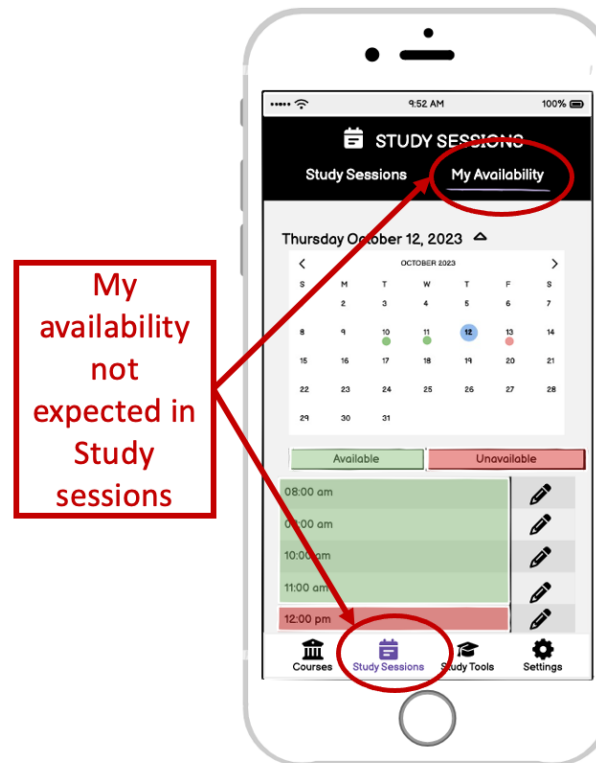 9:52 AM 100%
STUDY SESSIONS
Study Sessions My Availability
Thursday October 12, 2023
OCTOBER 2023
S M T W T F S
2 3 4 5 6 7
8 9 10 11 12 13 14
15 16 17 18 19 20 21
22 23 24 25 26 27 28
29 30 31
Available Unavailable
08:00 am
09:00 am
10:00 am
11:00 am
12:00 pm
Courses Study Sessions Study Tools Settings
My
availability
not
expected in
Study
sessions